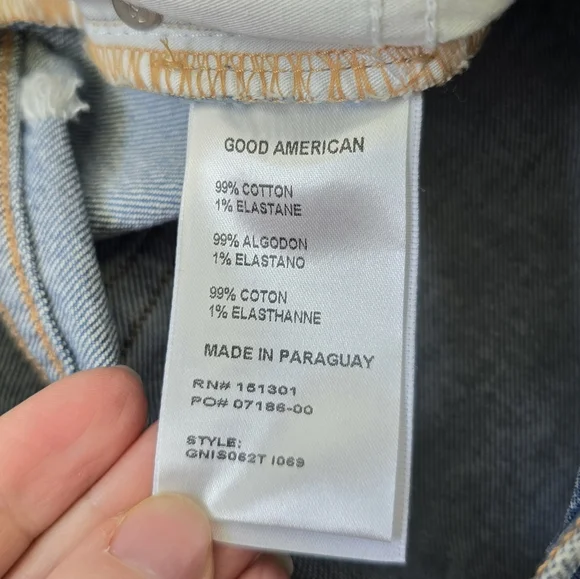 GOOD AMERICAN
99% COTTON
1% ELASTANE
99% ALGODON
1% ELASTANO
99% COTON
1% ELASTHANNE
MADE IN PARAGUAY
RN# 151301
PO# 07186-00
STYLE:
GNIS062T I069